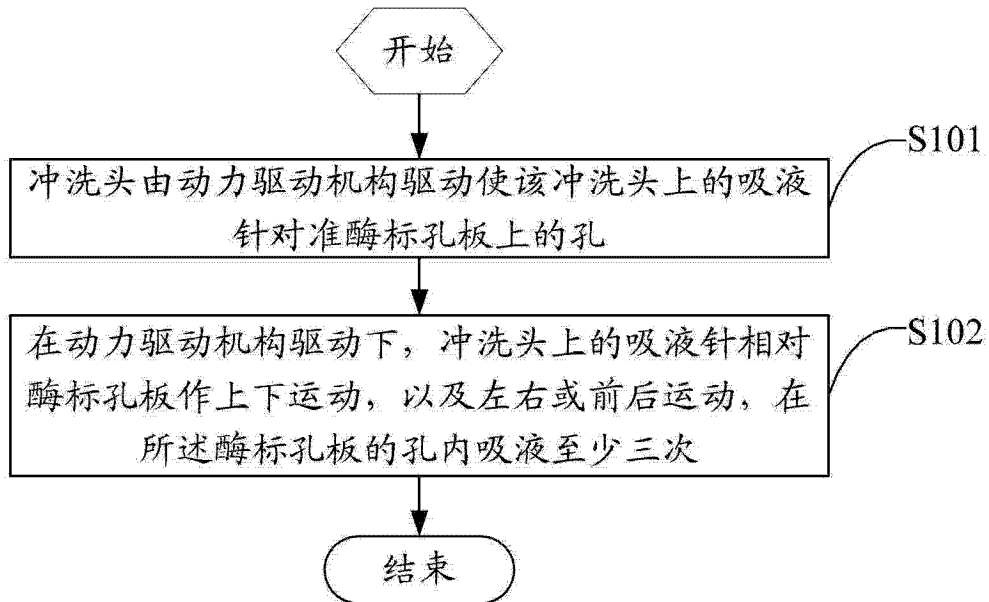 开始
S101
冲洗头由动力驱动机构驱动使该冲洗头上的吸液
针对准酶标孔板上的孔
S102
在动力驱动机构驱动下，冲洗头上的吸液针相对
酶标孔板作上下运动，以及左右或前后运动，在
所述酶标孔板的孔内吸液至少三次
结束